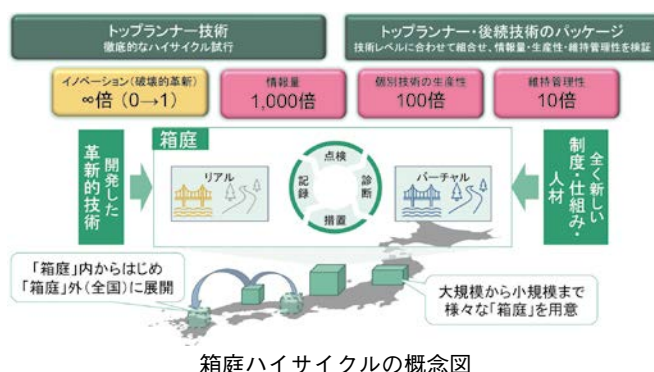 トップランナー技術
徹底的なハイサイクル試行
トップランナー・後続技術のパッケージ
技術レベルに合わせて組合せ、情報量・生産性・維持管理性を検証
イノベーション(破壊的革新)
∞倍(0→1)
情報量
1,000倍
個別技術の生産性
100倍
維持管理性
10倍
開発した
革新的技術
箱庭
リアル
点検
診断
措置
記録
バーチャル
全く新しい
制度・仕組み・
人材
「箱庭」内からはじめ
「箱庭」外(全国)に展開
大規模から小規模まで
様々な「箱庭」を用意
箱庭ハイサイクルの概念図